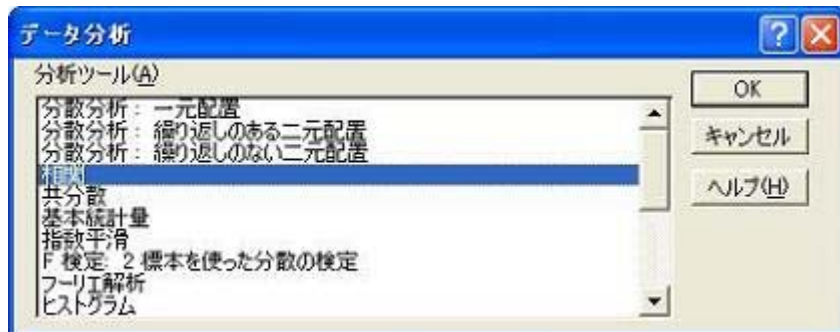 データ分析
分析ツール(A)
分散分析: 一元配置
分散分析: 繰り返しのある二元配置
分散分析: 繰り返しのない二元配置
相関
共分散
基本統計量
指数平滑
F 検定: 2 標本を使った分散の検定
フーリエ解析
ヒストグラム
OK
キャンセル
ヘルプ(H)